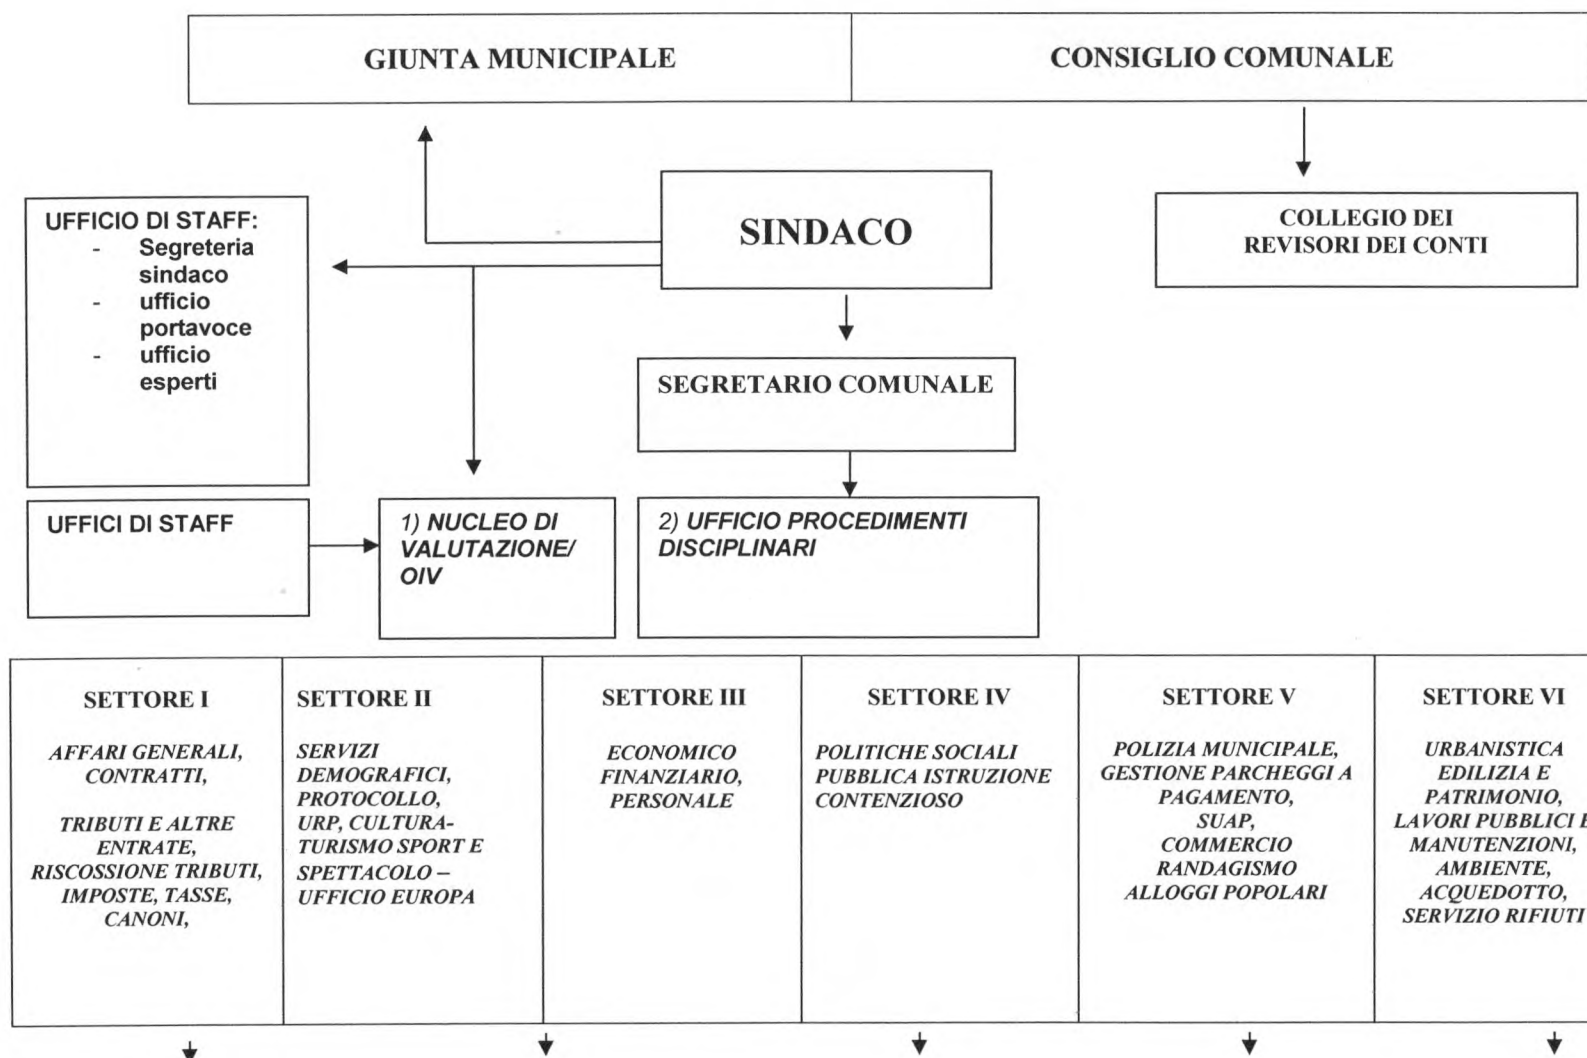 GIUNTA MUNICIPALE
CONSIGLIO COMUNALE
UFFICIO DI STAFF:
- Segreteria
sindaco
- ufficio
portavoce
- ufficio
esperti
SINDACO
COLLEGIO DEI
REVISORI DEI CONTI
SEGRETARIO COMUNALE
UFFICI DI STAFF
1) NUCLEO DI
VALUTAZIONE/
OIV
2) UFFICIO PROCEDIMENTI
DISCIPLINARI
SETTORE I
AFFARI GENERALI,
CONTRATTI,
TRIBUTI E ALTRE
ENTRATE,
RISCOSSIONE TRIBUTI,
IMPOSTE, TASSE,
CANONI,
SETTORE II
SERVIZI
DEMOGRAFICI,
PROTOCOLLO,
URP, CULTURA-
TURISMO SPORT E
SPETTACOLO –
UFFICIO EUROPA
SETTORE III
ECONOMICO
FINANZIARIO,
PERSONALE
SETTORE IV
POLITICHE SOCIALI
PUBBLICA ISTRUZIONE
CONTENZIOSO
SETTORE V
POLIZIA MUNICIPALE,
GESTIONE PARCHEGGI A
PAGAMENTO,
SUAP,
COMMERCIO
RANDAGISMO
ALLOGGI POPOLARI
SETTORE VI
URBANISTICA
EDILIZIA E
PATRIMONIO,
LAVORI PUBBLICI E
MANUTENZIONI,
AMBIENTE,
ACQUEDOTTO,
SERVIZIO RIFIUTI